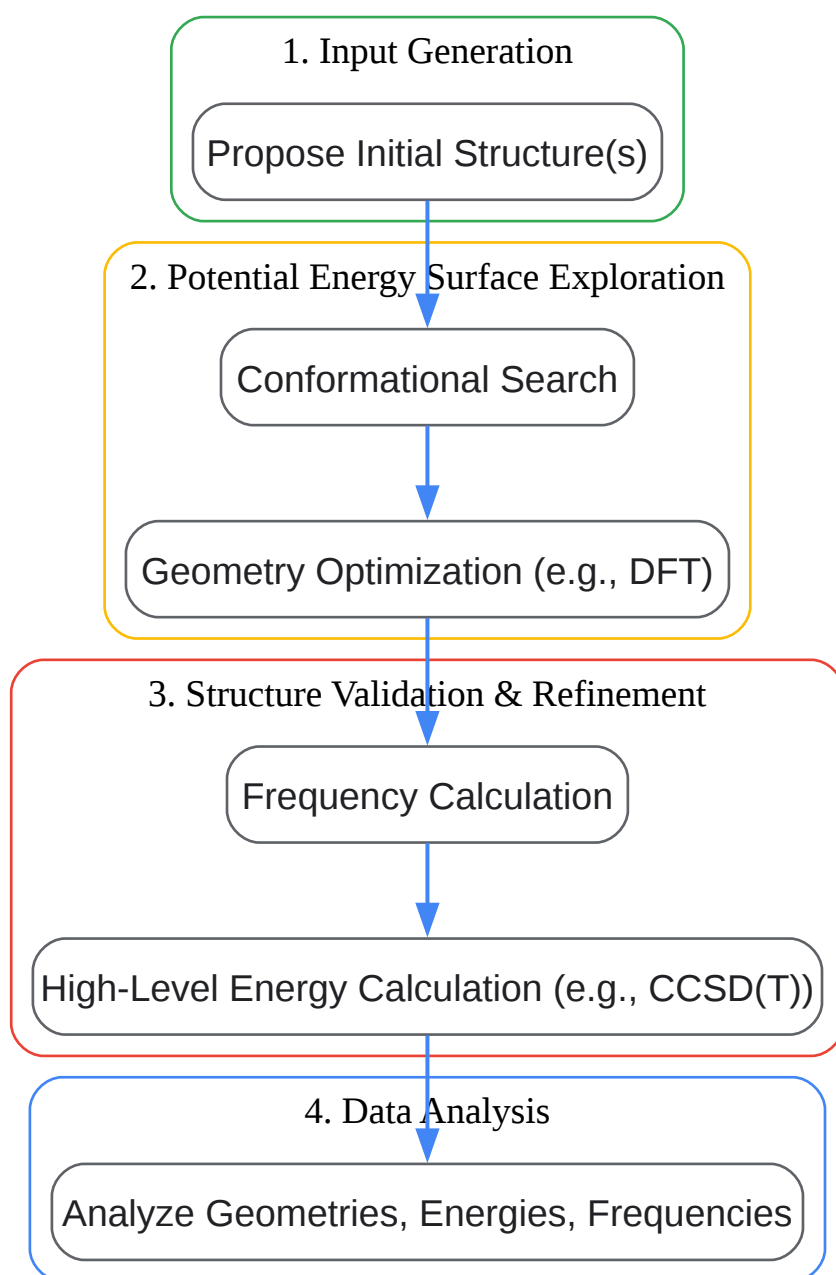 1. Input Generation
Propose Initial Structure(s)
2. Potential Energy Surface Exploration
Conformational Search
Geometry Optimization (e.g., DFT)
3. Structure Validation & Refinement
Frequency Calculation
High-Level Energy Calculation (e.g., CCSD(T))
4. Data Analysis
Analyze Geometries, Energies, Frequencies